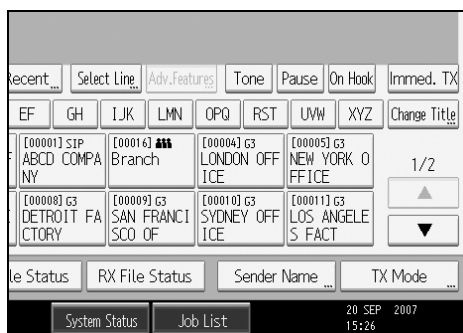 Recent Select Line Adv.Features Tone Pause On Hook Immed. TX
EF GH IJK LMN OPQ RST UVW XYZ Change Title
[00001] SIP [00016] [00004] G3 [00005] G3
ABCD COMPA Branch LONDON OFF NEW YORK O
NY ICE FFICE
1/2
[00008] G3 [00009] G3 [00010] G3 [00011] G3
DETROIT FA SAN FRANCI SYDNEY OFF LOS ANGELE
CTORY SCO OF ICE S FACT
le Status RX File Status Sender Name TX Mode
System Status Job List 20 SEP 2007
15:26